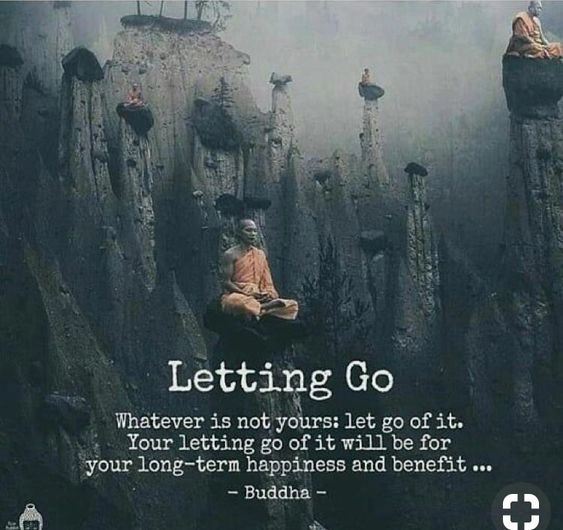 Letting Go
Whatever is not yours: let go of it.
Your letting go of it will be for
your long-term happiness and benefit ...
- Buddha -